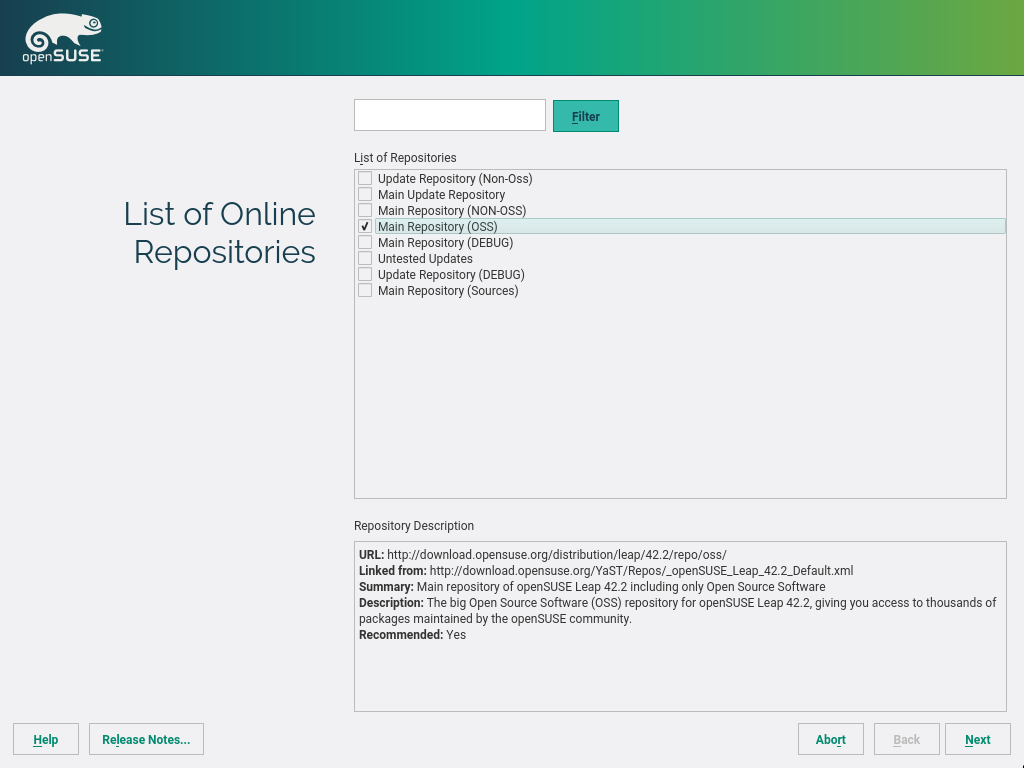 openSUSE
Filter
List of Repositories
Update Repository (Non-Oss)
Main Update Repository
Main Repository (NON-OSS)
Main Repository (OSS)
Main Repository (DEBUG)
Untested Updates
Update Repository (DEBUG)
Main Repository (Sources)
List of Online
Repositories
Repository Description
URL: http://download.opensuse.org/distribution/leap/42.2/repo/oss/
Linked from: http://download.opensuse.org/YaST/Repos/_openSUSE_Leap_42.2_Default.xml
Summary: Main repository of openSUSE Leap 42.2 including only Open Source Software
Description: The big Open Source Software (OSS) repository for openSUSE Leap 42.2, giving you access to thousands of
packages maintained by the openSUSE community.
Recommended: Yes
Help
Release Notes...
Abort
Back
Next